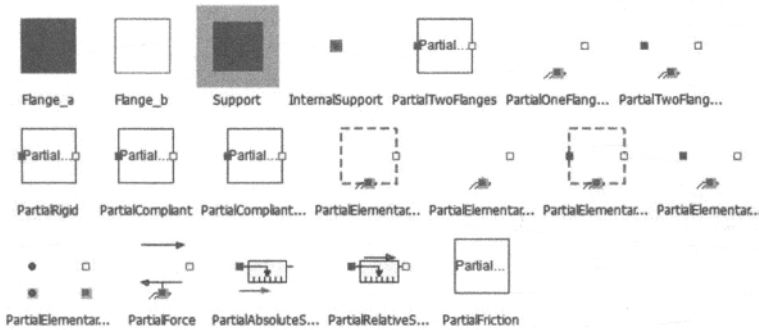 Partial...
Flange_a Flange_b Support InternalSupport PartialTwoFlanges PartialOneFlang... PartialTwoFlang...
Partial... Partial... Partial...
PartialRigid PartialCompliant PartialCompliant... PartialElementar... PartialElementar... PartialElementar... PartialElementar...
Partial...
PartialElementar... PartialForce PartialAbsoluteS... PartialRelativeS... PartialFriction